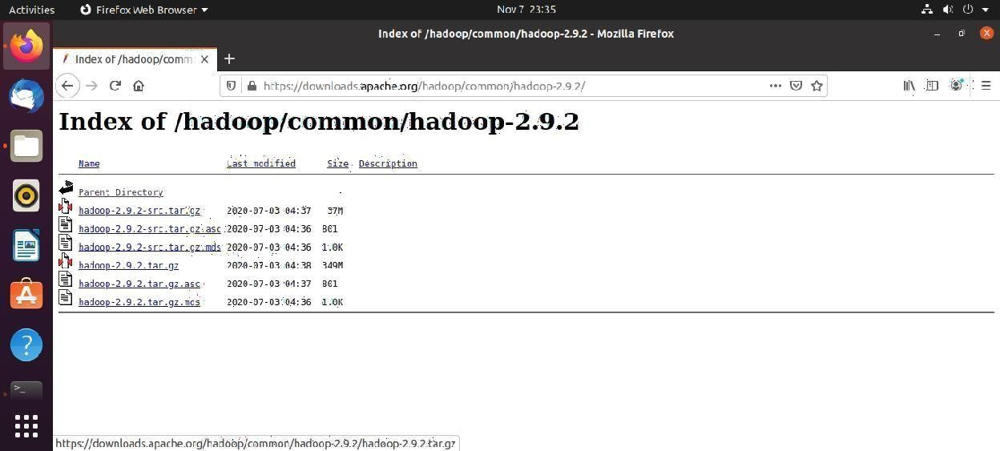 Activities Firefox Web Browser Nov 7 23:35
Index of /hadoop/common/hadoop-2.9.2 - Mozilla Firefox
Index of /hadoop/comm
https://downloads.apache.org/hadoop/common/hadoop-2.9.2/
Index of /hadoop/common/hadoop-2.9.2
Name Last modified Size Description
Parent Directory -
hadoop-2.9.2-src.tar.gz 2020-07-03 04:37 37M
hadoop-2.9.2-src.tar.gz.asc 2020-07-03 04:36 801
hadoop-2.9.2-src.tar.gz.mds 2020-07-03 04:36 1.0K
hadoop-2.9.2.tar.gz 2020-07-03 04:38 349M
hadoop-2.9.2.tar.gz.asc 2020-07-03 04:37 801
hadoop-2.9.2.tar.gz.mds 2020-07-03 04:36 1.0K
https://downloads.apache.org/hadoop/common/hadoop-2.9.2/hadoop-2.9.2.tar.gz